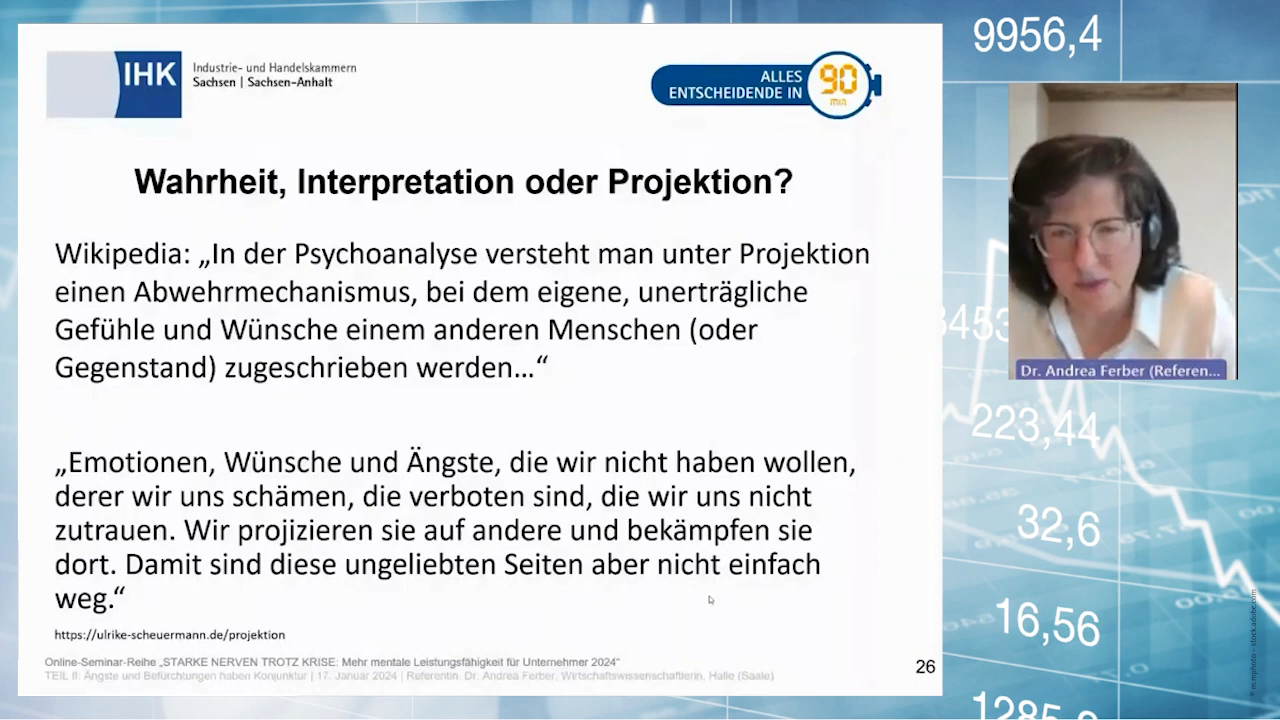 IHK
Industrie- und Handelskammern
Sachsen | Sachsen-Anhalt
ALLES
ENTSCHEIDENDE IN
90
min
Wahrheit, Interpretation oder Projektion?
Wikipedia: „In der Psychoanalyse versteht man unter Projektion
einen Abwehrmechanismus, bei dem eigene, unerträgliche
Gefühle und Wünsche einem anderen Menschen (oder
Gegenstand) zugeschrieben werden…“
„Emotionen, Wünsche und Ängste, die wir nicht haben wollen,
derer wir uns schämen, die verboten sind, die wir uns nicht
zutrauen. Wir projizieren sie auf andere und bekämpfen sie
dort. Damit sind diese ungeliebten Seiten aber nicht einfach
weg.“
https://ulrike-scheuermann.de/projektion
Online-Seminar-Reihe „STARKE NERVEN TROTZ KRISE: Mehr mentale Leistungsfähigkeit für Unternehmer 2024“
TEIL II: Ängste und Befürchtungen haben Konjunktur | 17. Januar 2024 | Referentin: Dr. Andrea Ferber, Wirtschaftswissenschaftlerin, Halle (Saale)
26
9956,4
Dr. Andrea Ferber (Referen...
223,44
32,6
16,56